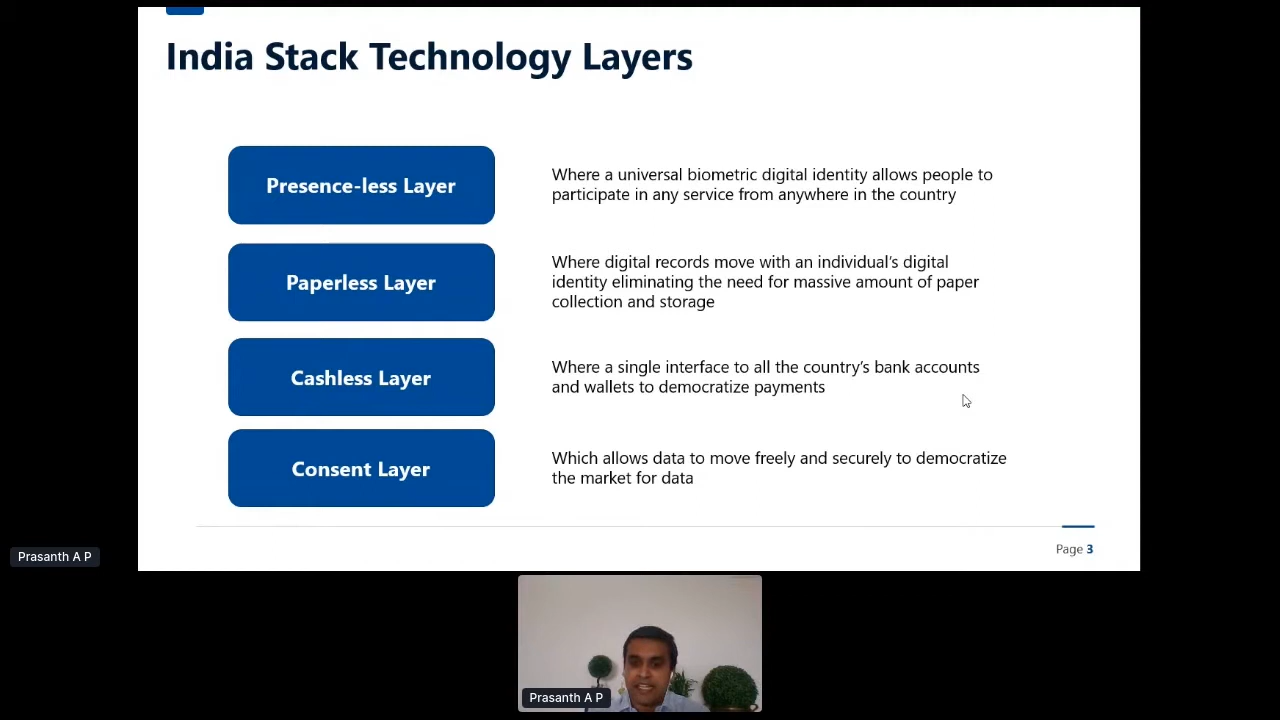 India Stack Technology Layers
Presence-less Layer
Where a universal biometric digital identity allows people to
participate in any service from anywhere in the country
Paperless Layer
Where digital records move with an individual's digital
identity eliminating the need for massive amount of paper
collection and storage
Cashless Layer
Where a single interface to all the country's bank accounts
and wallets to democratize payments
Consent Layer
Which allows data to move freely and securely to democratize
the market for data
Page 3
Prasanth A P
Prasanth A P